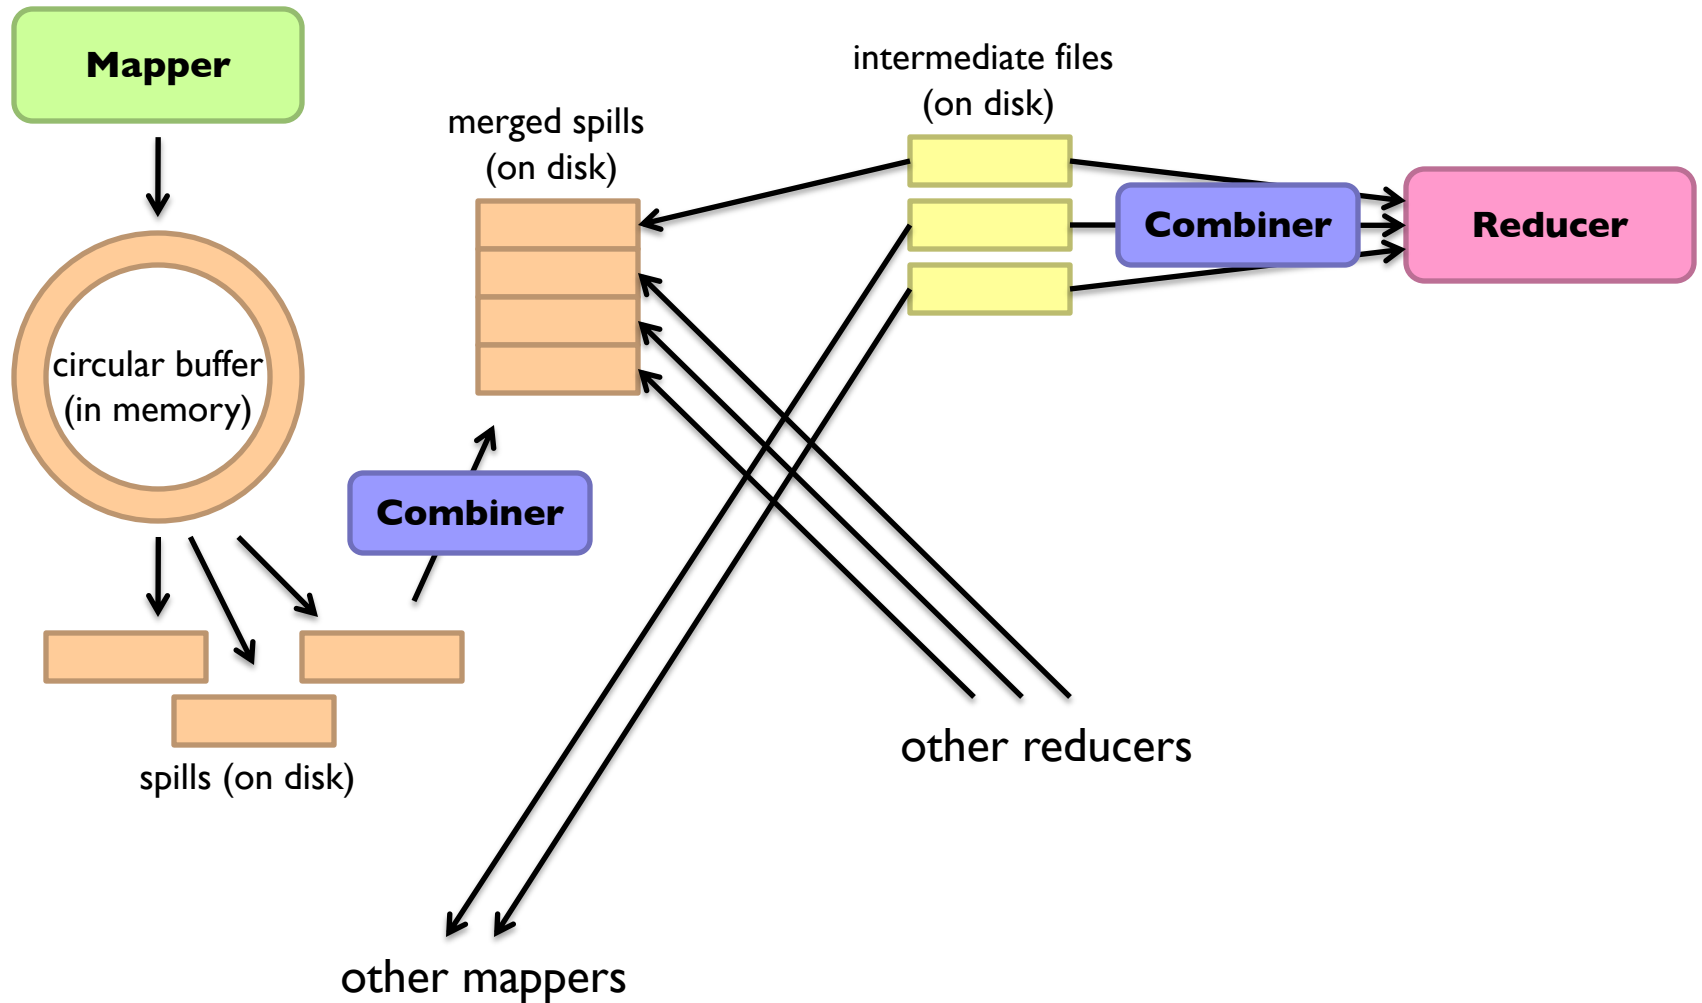 Mapper
circular buffer
(in memory)
spills (on disk)
Combiner
merged spills
(on disk)
intermediate files
(on disk)
Combiner
Reducer
other reducers
other mappers